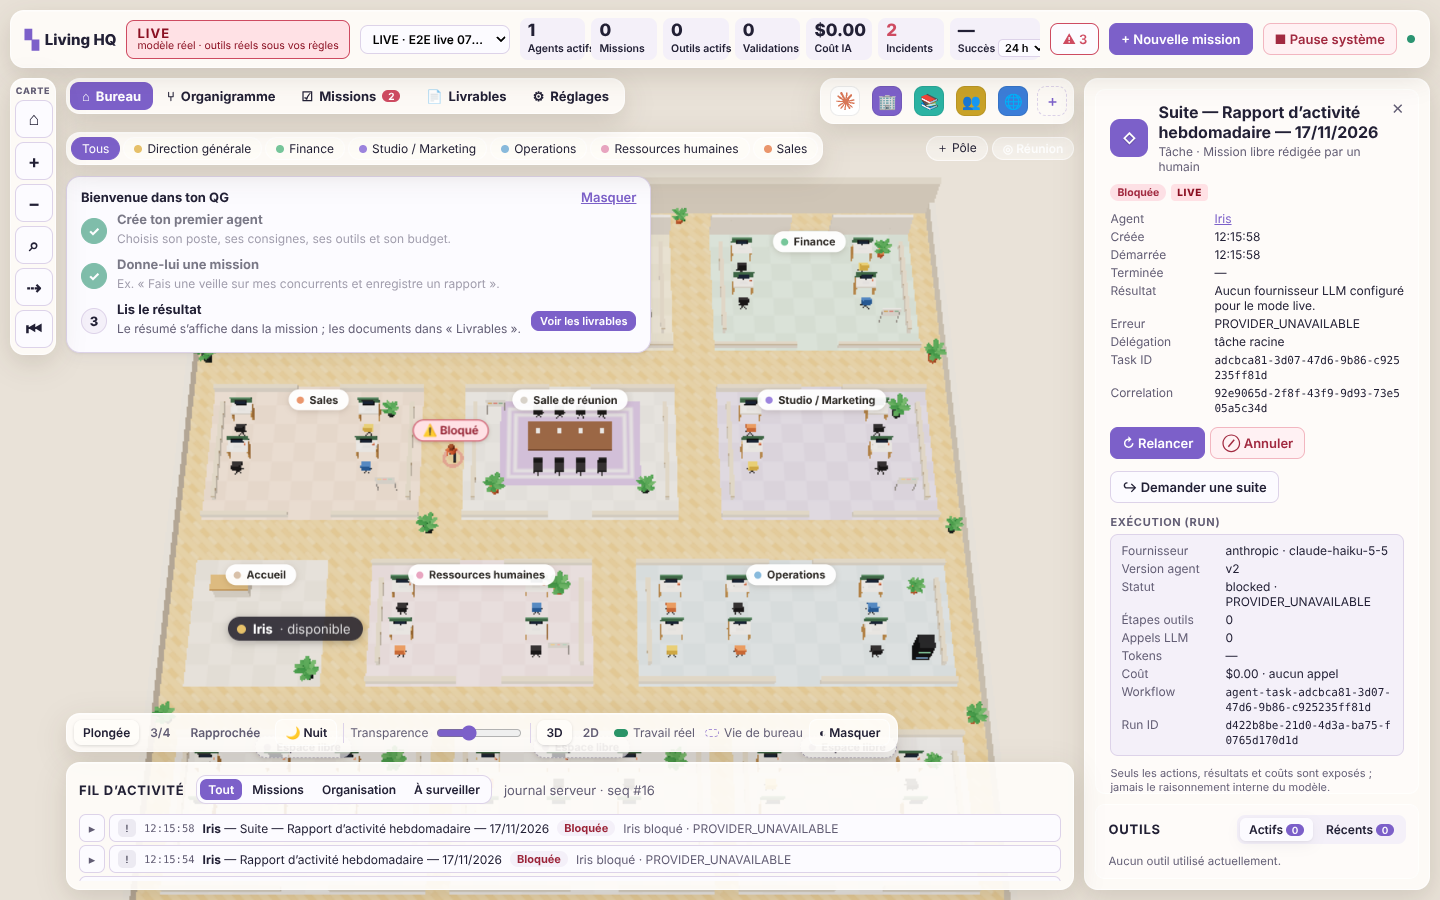 Living HQ
LIVE
modèle réel · outils réels sous vos règles
LIVE · E2E live 07...
1
Agents actifs
0
Missions
0
Outils actifs
0
Validations
$0.00
Coût IA
2
Incidents
—
Succès 24 h
⚠ 3
+ Nouvelle mission
Pause système
CARTE
Bureau
Organigramme
Missions 2
Livrables
Réglages
Tous
Direction générale
Finance
Studio / Marketing
Operations
Ressources humaines
Sales
+ Pôle
Réunion
Bienvenue dans ton QG
Masquer
Crée ton premier agent
Choisis son poste, ses consignes, ses outils et son budget.
Donne-lui une mission
Ex. « Fais une veille sur mes concurrents et enregistre un rapport ».
3
Lis le résultat
Le résumé s’affiche dans la mission ; les documents dans « Livrables ».
Voir les livrables
Finance
Sales
Salle de réunion
Studio / Marketing
⚠ Bloqué
Accueil
Ressources humaines
Operations
Iris · disponible
Plongée
3/4
Rapprochée
Nuit
Transparence
3D
2D
Travail réel
Vie de bureau
Masquer
Espace libre
Espace libre
Espace libre
FIL D’ACTIVITÉ
Tout
Missions
Organisation
À surveiller
journal serveur · seq #16
! 12:15:58 Iris — Suite — Rapport d’activité hebdomadaire — 17/11/2026 Bloquée Iris bloqué · PROVIDER_UNAVAILABLE
! 12:15:54 Iris — Rapport d’activité hebdomadaire — 17/11/2026 Bloquée Iris bloqué · PROVIDER_UNAVAILABLE
Suite — Rapport d’activité
hebdomadaire — 17/11/2026
Tâche · Mission libre rédigée par un
humain
Bloquée LIVE
Agent Iris
Créée 12:15:58
Démarrée 12:15:58
Terminée —
Résultat Aucun fournisseur LLM configuré
pour le mode live.
Erreur PROVIDER_UNAVAILABLE
Délégation tâche racine
Task ID adcbca81-3d07-47d6-9b86-c925
235ff81d
Correlation 92e9065d-2f8f-43f9-9d93-73e5
05a5c34d
Relancer
Annuler
Demander une suite
EXÉCUTION (RUN)
Fournisseur anthropic · claude-haiku-5-5
Version agent v2
Statut blocked ·
PROVIDER_UNAVAILABLE
Étapes outils 0
Appels LLM 0
Tokens —
Coût $0.00 · aucun appel
Workflow agent-task-adcbca81-3d07-
47d6-9b86-c925235ff81d
Run ID d422b8be-21d0-4d3a-ba75-f
0765d170d1d
Seuls les actions, résultats et coûts sont exposés ;
jamais le raisonnement interne du modèle.
OUTILS
Actifs 0
Récents 0
Aucun outil utilisé actuellement.